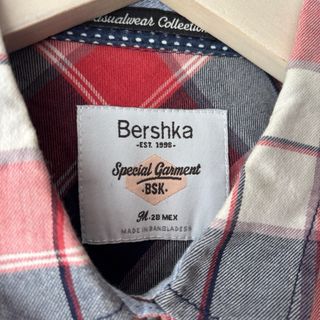 Casualwear Collection
Bershka
-EST. 1998-
Special Garment
·BSK·
M-28 MEX
MADE IN BANGLADESH